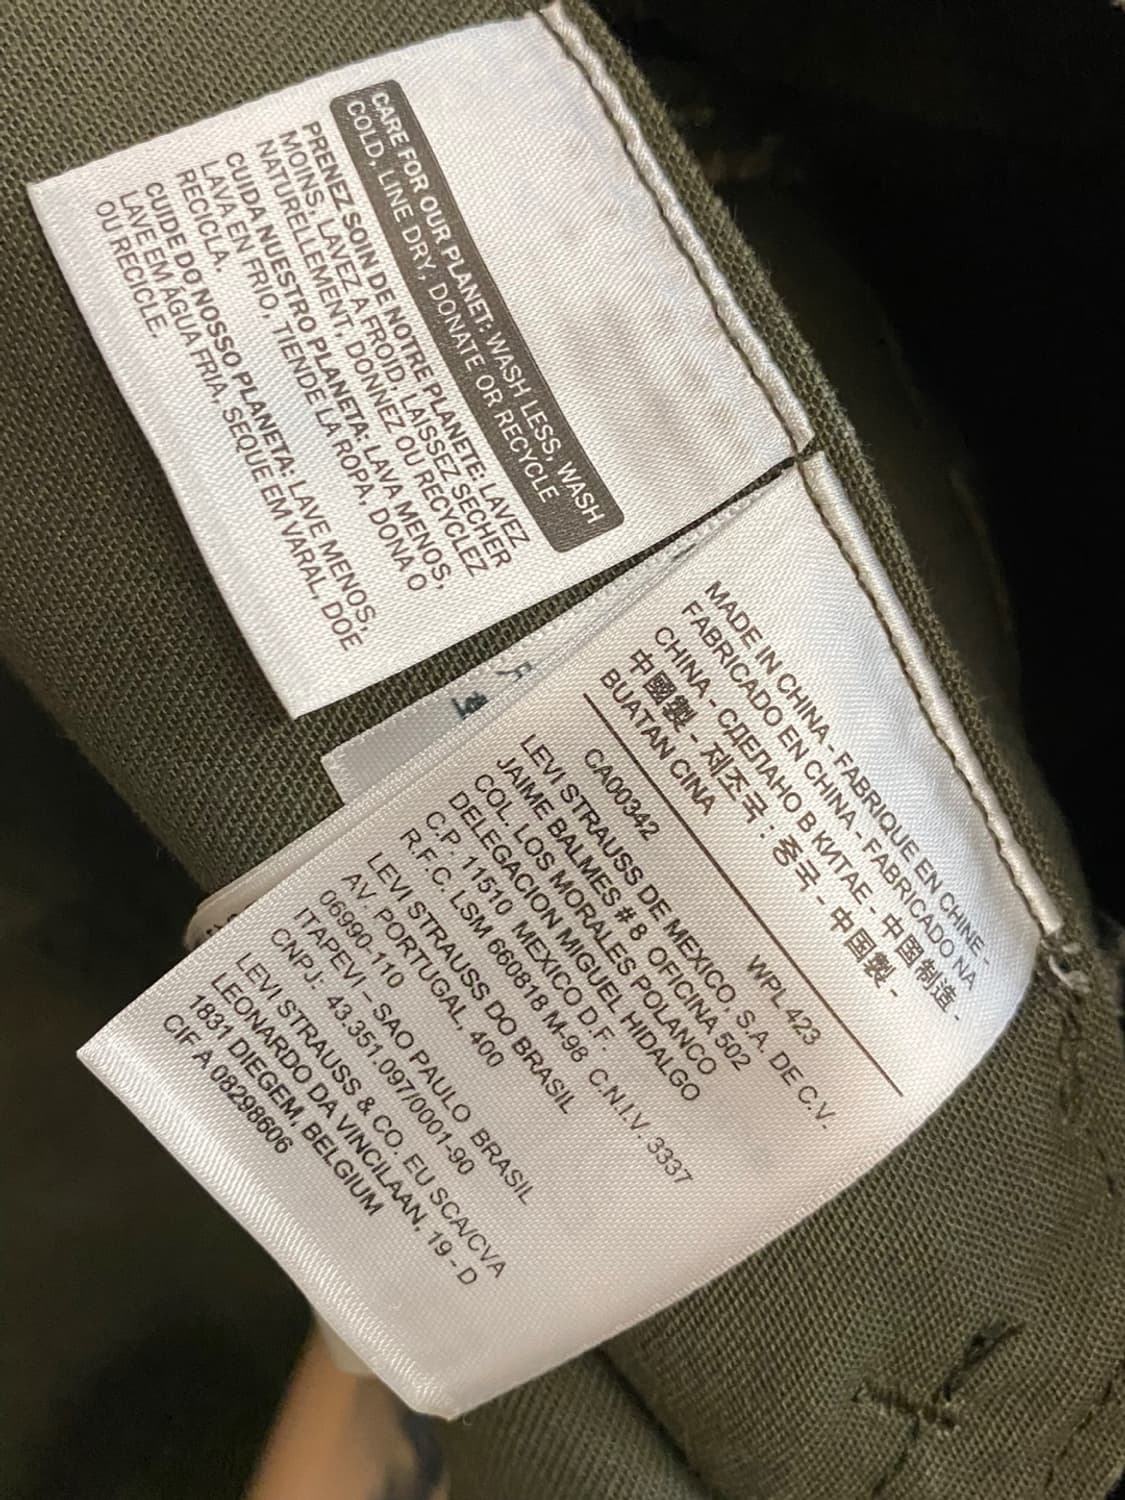 CARE FOR OUR PLANET: WASH LESS, WASH
COLD, LINE DRY, DONATE OR RECYCLE
PRENEZ SOIN DE NOTRE PLANETE: LAVEZ
MOINS, LAVEZ A FROID, LAISSEZ SECHER
NATURELLEMENT, DONNEZ OU RECYCLEZ
CUIDA NUESTRO PLANETA: LAVA MENOS,
LAVA EN FRIO, TIENDE LA ROPA, DONA O
RECICLA.
CUIDE DO NOSSO PLANETA: LAVE MENOS,
LAVE EM ÁGUA FRIA, SEQUE EM VARAL, DOE
OU RECICLE.
MADE IN CHINA - FABRIQUE EN CHINE -
FABRICADO EN CHINA - FABRICADO NA
CHINA - СДЕЛАНО В КИТАЕ - 中国制造 -
中國製 - 제조국 : 중국 - 中国製 -
BUATAN CINA
CA00342 WPL 423
LEVI STRAUSS DE MEXICO, S.A. DE C.V.
JAIME BALMES # 8 OFICINA 502
COL. LOS MORALES POLANCO
DELEGACION MIGUEL HIDALGO
C.P. 11510 MEXICO D.F.
R.F.C. LSM 660818 M-98 C.N.I.V. 3337
LEVI STRAUSS DO BRASIL
AV. PORTUGAL, 400
06990-110
ITAPEVI – SAO PAULO BRASIL
CNPJ: 43.351.097/0001-90
LEVI STRAUSS & CO. EU SCA/CVA
LEONARDO DA VINCILAAN, 19 - D
1831 DIEGEM, BELGIUM
CIF A 08298606